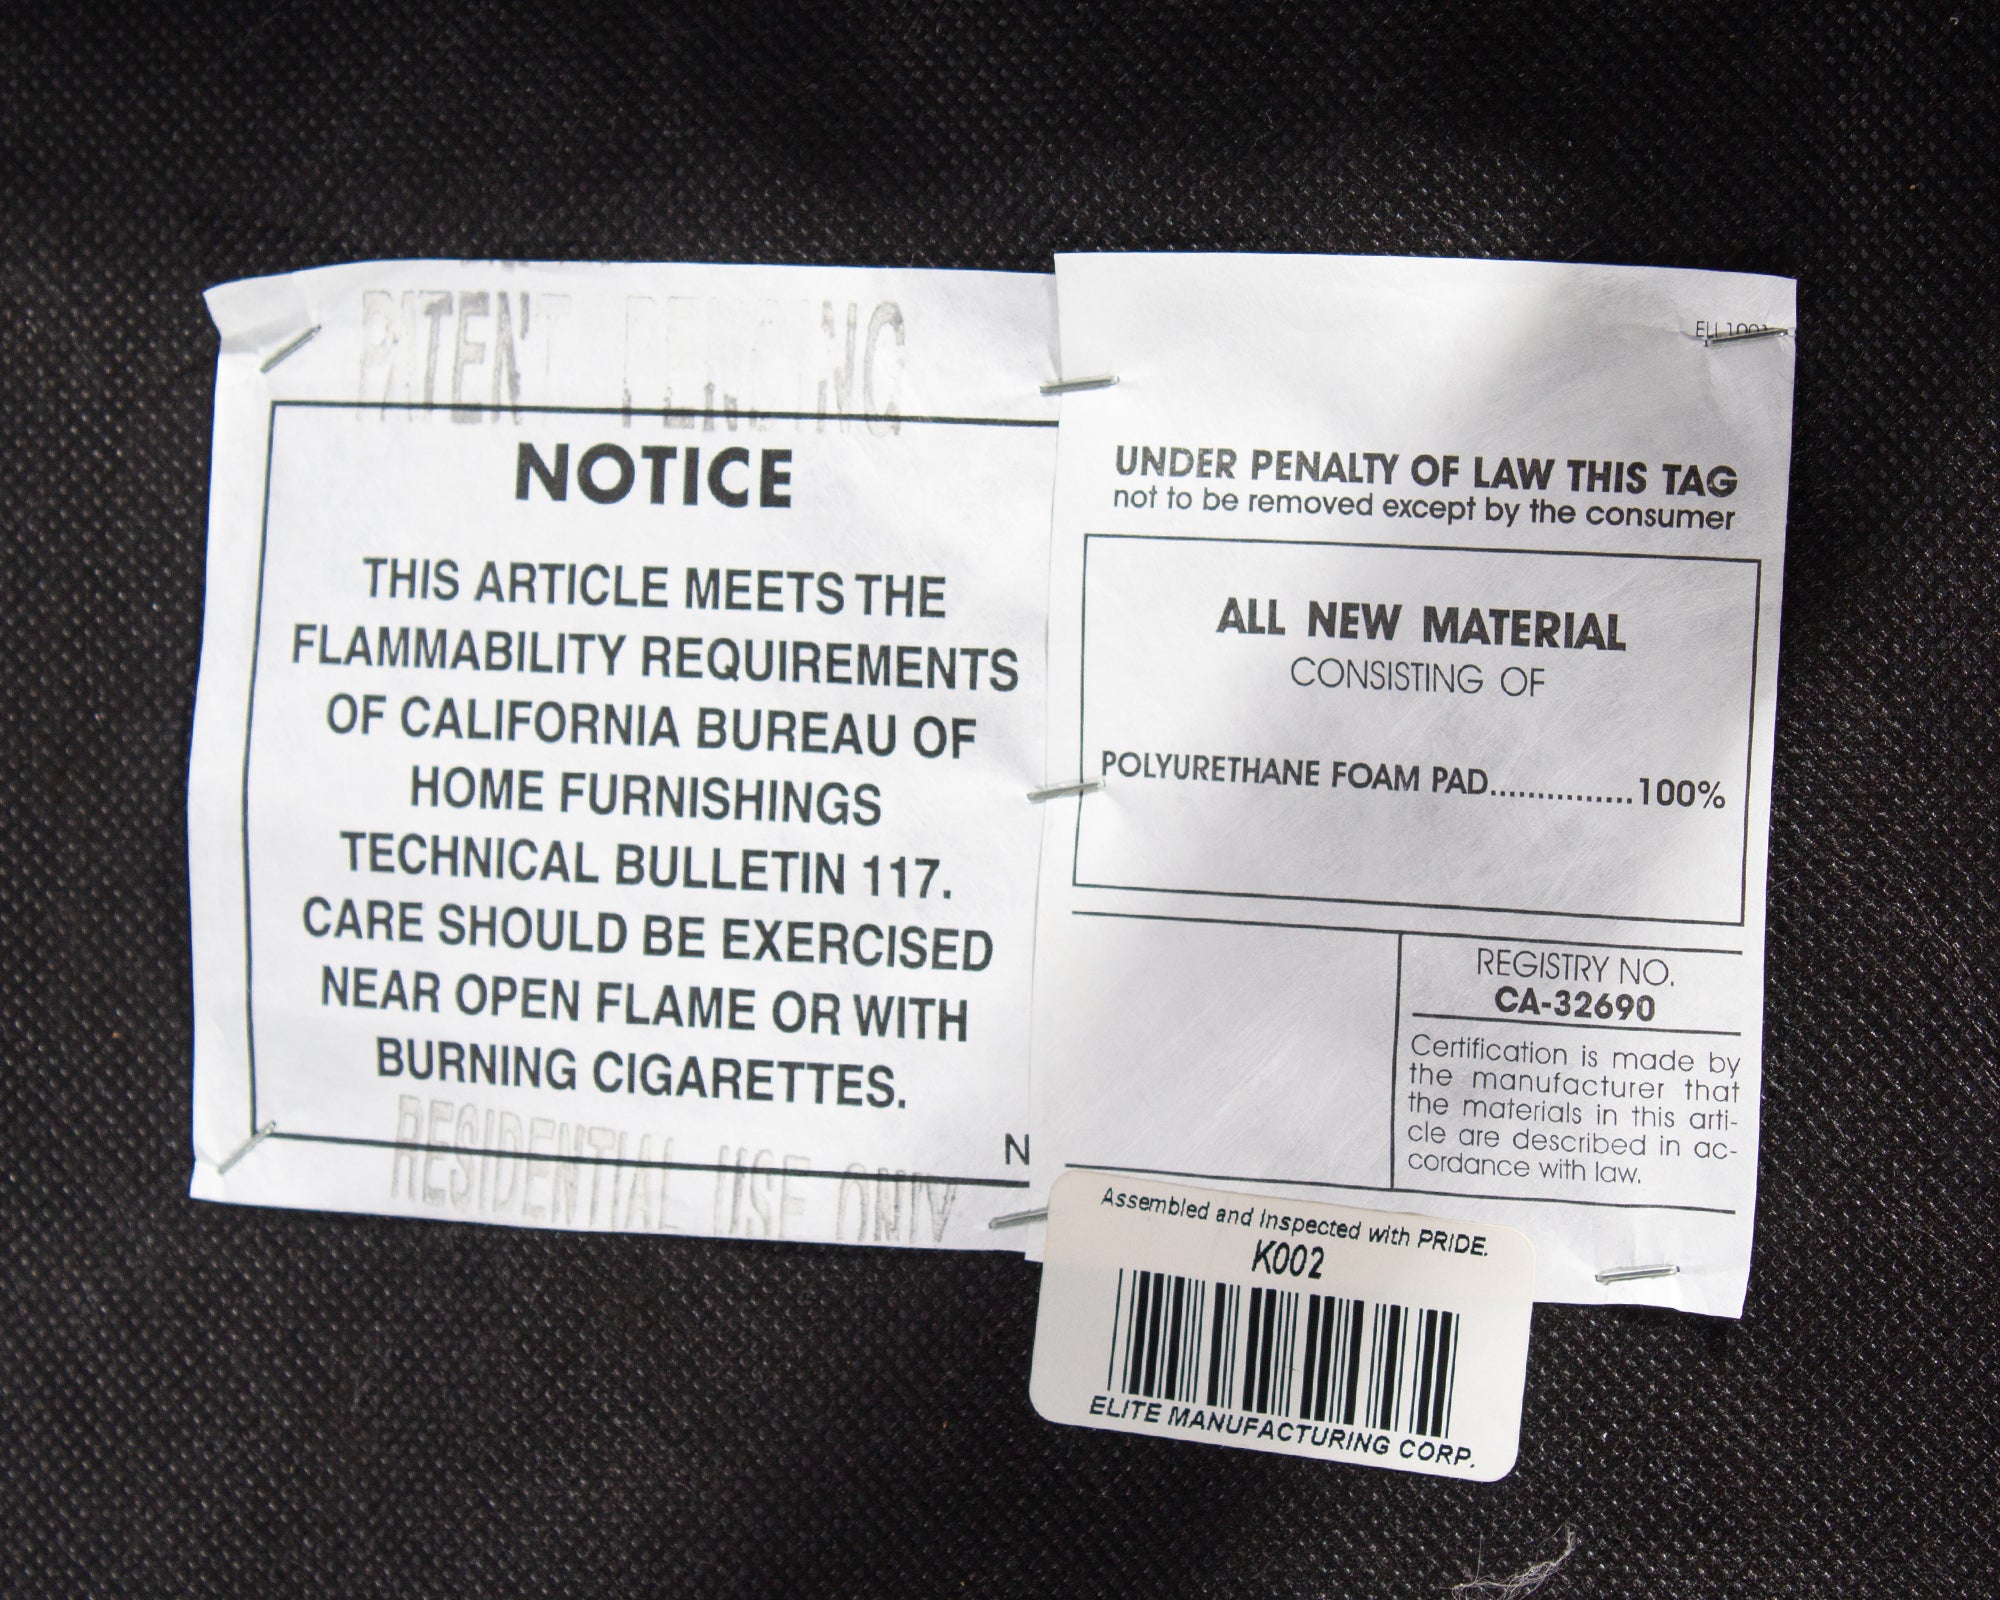 PATENT PENDING
NOTICE
THIS ARTICLE MEETS THE
FLAMMABILITY REQUIREMENTS
OF CALIFORNIA BUREAU OF
HOME FURNISHINGS
TECHNICAL BULLETIN 117.
CARE SHOULD BE EXERCISED
NEAR OPEN FLAME OR WITH
BURNING CIGARETTES.
N
RESIDENTIAL USE ONLY
UNDER PENALTY OF LAW THIS TAG
not to be removed except by the consumer
ALL NEW MATERIAL
CONSISTING OF
POLYURETHANE FOAM PAD...............100%
REGISTRY NO.
CA-32690
Certification is made by
the manufacturer that
the materials in this arti-
cle are described in ac-
cordance with law.
Assembled and Inspected with PRIDE.
K002
ELITE MANUFACTURING CORP.